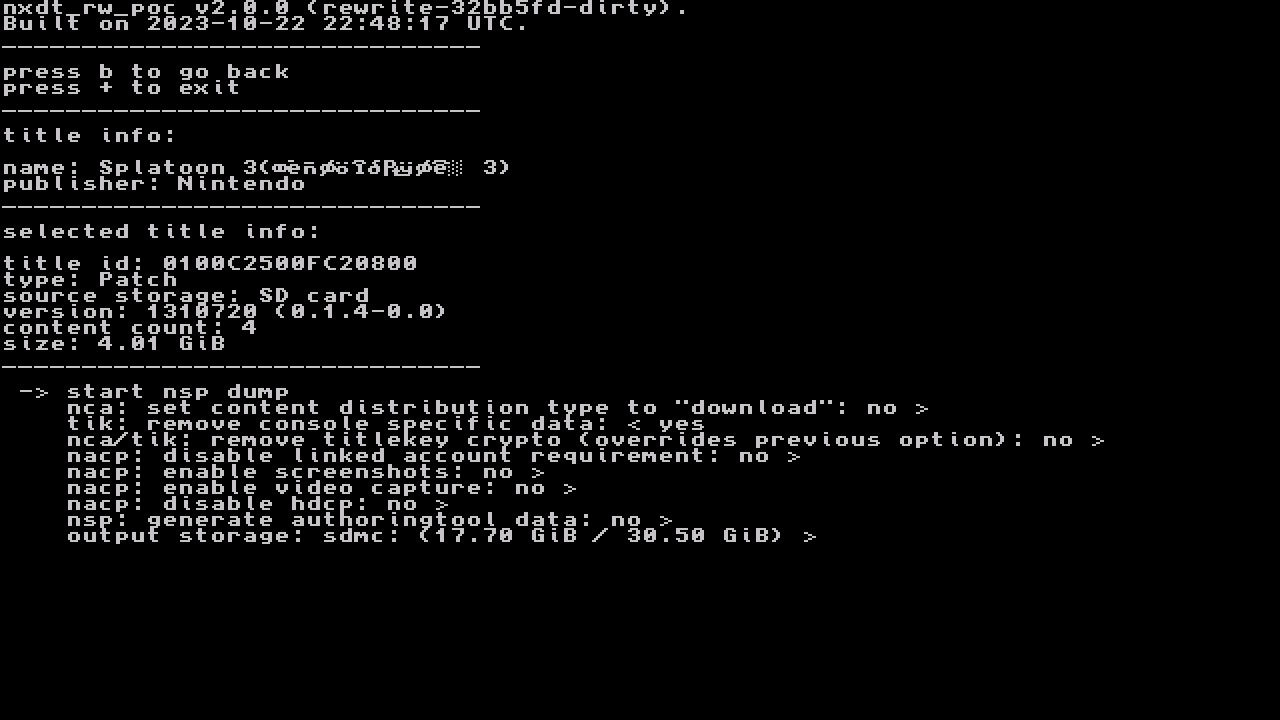 nxdt_rw_poc v2.0.0 (rewrite-32bb5fd-dirty).
Built on 2023-10-22 22:48:17 UTC.
______________________________
press b to go back
press + to exit
______________________________
title info:
name: Splatoon 3( 3)
publisher: Nintendo
______________________________
selected title info:
title id: 0100C2500FC20800
type: Patch
source storage: SD card
version: 1310720 (0.1.4-0.0)
content count: 4
size: 4.01 GiB
______________________________
-> start nsp dump
nca: set content distribution type to "download": no >
tik: remove console specific data: < yes
nca/tik: remove titlekey crypto (overrides previous option): no >
nacp: disable linked account requirement: no >
nacp: enable screenshots: no >
nacp: enable video capture: no >
nacp: disable hdcp: no >
nsp: generate authoringtool data: no >
output storage: sdmc: (17.70 GiB / 30.50 GiB) >